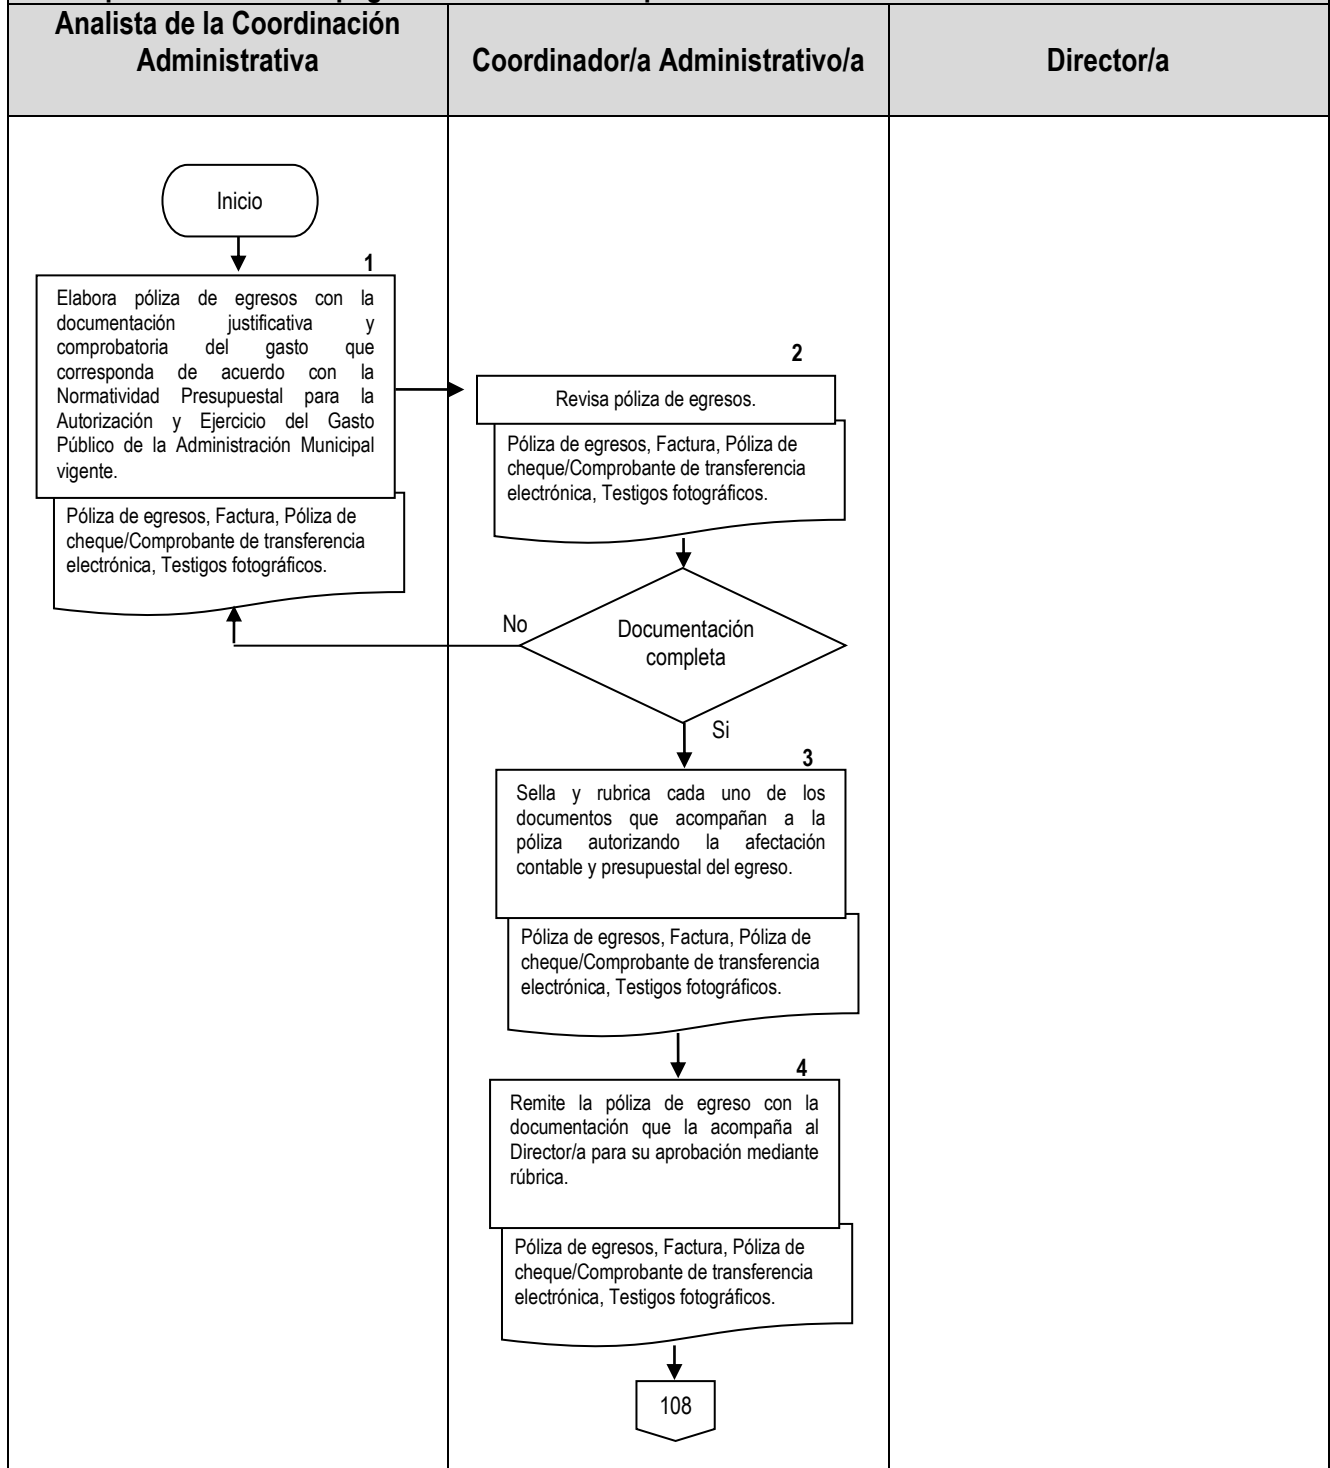 Analista de la Coordinación
Administrativa
Coordinador/a Administrativo/a
Director/a
Inicio
1
Elabora póliza de egresos con la
documentación justificativa y
comprobatoria del gasto que
corresponda de acuerdo con la
Normatividad Presupuestal para la
Autorización y Ejercicio del Gasto
Público de la Administración Municipal
vigente.
Póliza de egresos, Factura, Póliza de
cheque/Comprobante de transferencia
electrónica, Testigos fotográficos.
2
Revisa póliza de egresos.
Póliza de egresos, Factura, Póliza de
cheque/Comprobante de transferencia
electrónica, Testigos fotográficos.
No
Documentación
completa
Si
3
Sella y rubrica cada uno de los
documentos que acompañan a la
póliza autorizando la afectación
contable y presupuestal del egreso.
Póliza de egresos, Factura, Póliza de
cheque/Comprobante de transferencia
electrónica, Testigos fotográficos.
4
Remite la póliza de egreso con la
documentación que la acompaña al
Director/a para su aprobación mediante
rúbrica.
Póliza de egresos, Factura, Póliza de
cheque/Comprobante de transferencia
electrónica, Testigos fotográficos.
108